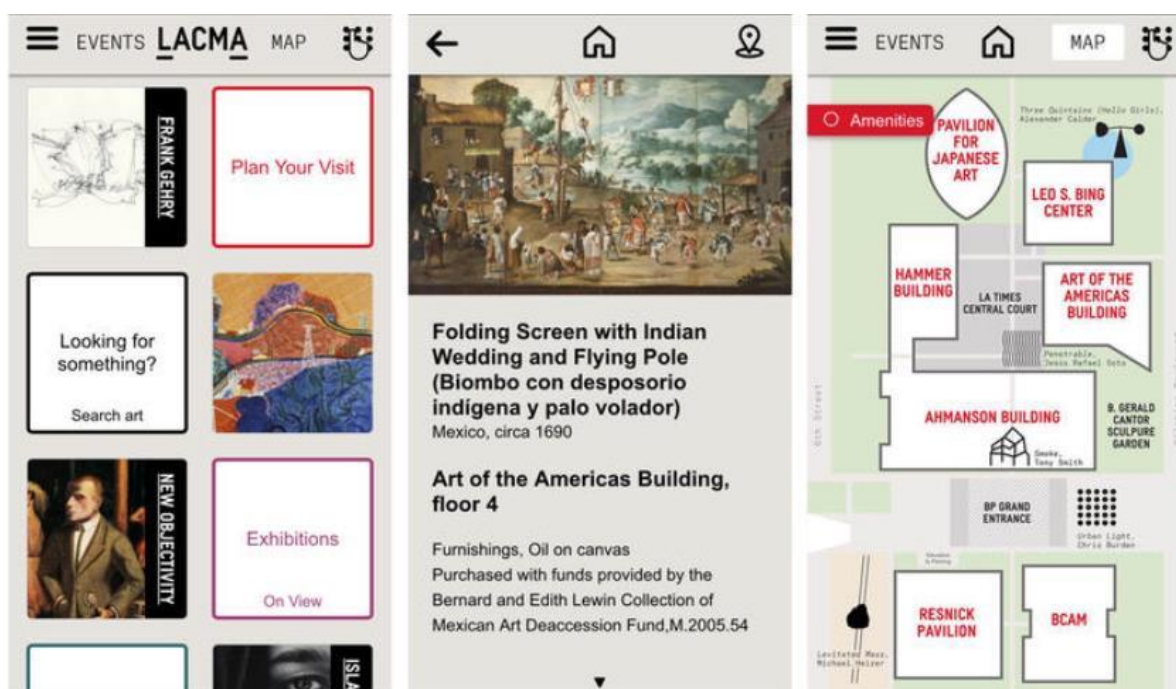 EVENTS LACMA MAP
FRANK GEHRY
Plan Your Visit
Looking for
something?
Search art
NEW OBJECTIVITY
Exhibitions
On View
ISLA
Folding Screen with Indian
Wedding and Flying Pole
(Biombo con desposorio
indígena y palo volador)
Mexico, circa 1690
Art of the Americas Building,
floor 4
Furnishings, Oil on canvas
Purchased with funds provided by the
Bernard and Edith Lewin Collection of
Mexican Art Deaccession Fund,M.2005.54
EVENTS MAP
Amenities
PAVILION
FOR
JAPANESE
ART
Three Quintains (Hello Girls),
Alexander Calder
LEO S. BING
CENTER
HAMMER
BUILDING
LA TIMES
CENTRAL COURT
ART OF THE
AMERICAS
BUILDING
Penetrable,
Jesus Rafael Soto
6th Street
AHMANSON BUILDING
Smoke,
Tony Smith
B. GERALD
CANTOR
SCULPURE
GARDEN
BP GRAND
ENTRANCE
Urban Light,
Chris Burden
RESNICK
PAVILION
BCAM
Levitated Mass,
Michael Heizer